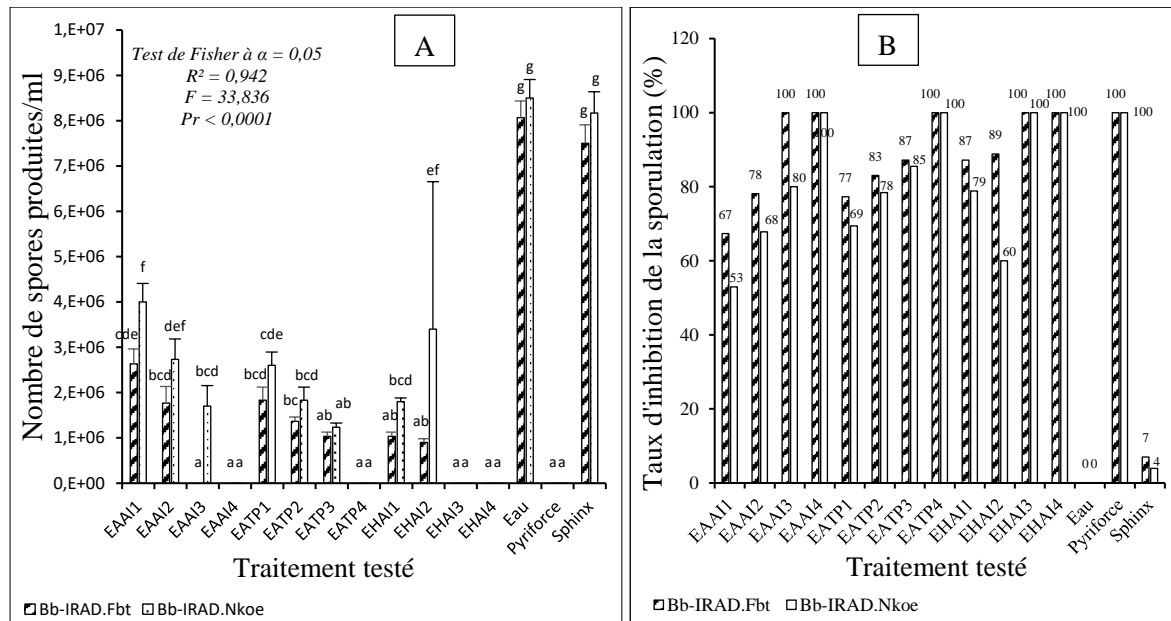 A
Test de Fisher à α = 0,05
R² = 0,942
F = 33,836
Pr < 0,0001
Nombre de spores produites/ml
1,E+07
9,E+06
8,E+06
7,E+06
6,E+06
5,E+06
4,E+06
3,E+06
2,E+06
1,E+06
0,E+00
cde f bcd def a bcd aa bcd cde bc bcd ab ab aa ab bcd ab ef aa aa g g aa g g
EAAI1 EAAI2 EAAI3 EAAI4 EATP1 EATP2 EATP3 EATP4 EHAI1 EHAI2 EHAI3 EHAI4 Eau Pyriforce Sphinx
Traitement testé
Bb-IRAD.Fbt Bb-IRAD.Nkoe
B
Taux d'inhibition de la sporulation (%)
120
100
80
60
40
20
0
67 53 78 68 100 80 100 100 77 69 83 78 87 85 100 100 87 79 89 60 100 100 100 100 0 0 100 100 7 4
EAAI1 EAAI2 EAAI3 EAAI4 EATP1 EATP2 EATP3 EATP4 EHAI1 EHAI2 EHAI3 EHAI4 Eau Pyriforce Sphinx
Traitement testé
Bb-IRAD.Fbt Bb-IRAD.Nkoe